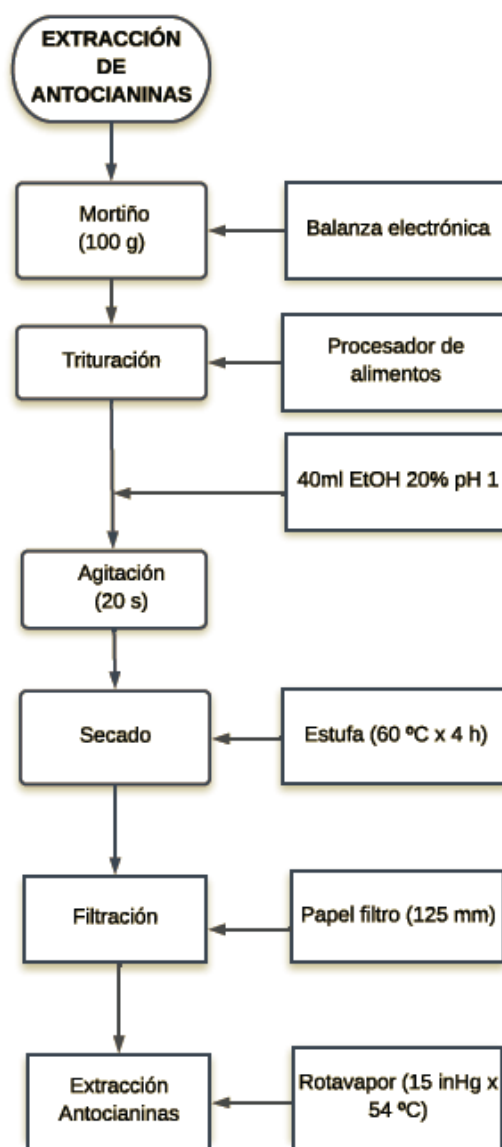 EXTRACCIÓN
DE
ANTOCIANINAS
Mortiño
(100 g)
Balanza electrónica
Trituración
Procesador de
alimentos
40ml EtOH 20% pH 1
Agitación
(20 s)
Secado
Estufa (60 ºC x 4 h)
Filtración
Papel filtro (125 mm)
Extracción
Antocianinas
Rotavapor (15 inHg x
54 ºC)